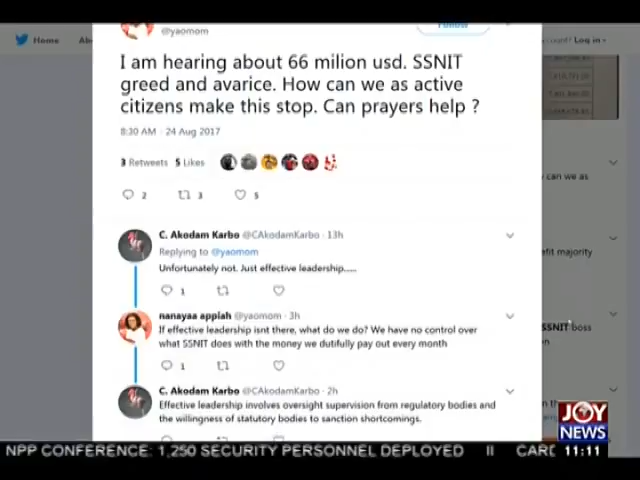 @yaomom
Follow
Home
I am hearing about 66 milion usd. SSNIT
greed and avarice. How can we as active
citizens make this stop. Can prayers help ?
8:30 AM - 24 Aug 2017
3 Retweets 5 Likes
2 3 5
C. Akodam Karbo @CAkodamKarbo · 13h
Replying to @yaomom
Unfortunately not. Just effective leadership.....
1
nanayaa appiah @yaomom · 3h
If effective leadership isnt there, what do we do? We have no control over
what SSNIT does with the money we dutifully pay out every month
1
C. Akodam Karbo @CAkodamKarbo · 2h
Effective leadership involves oversight supervision from regulatory bodies and
the willingness of statutory bodies to sanction shortcomings.
Log in
can we as
majority
SSNIT boss
JOY
NEWS
NPP CONFERENCE: 1,250 SECURITY PERSONNEL DEPLOYED II CARD
11:11